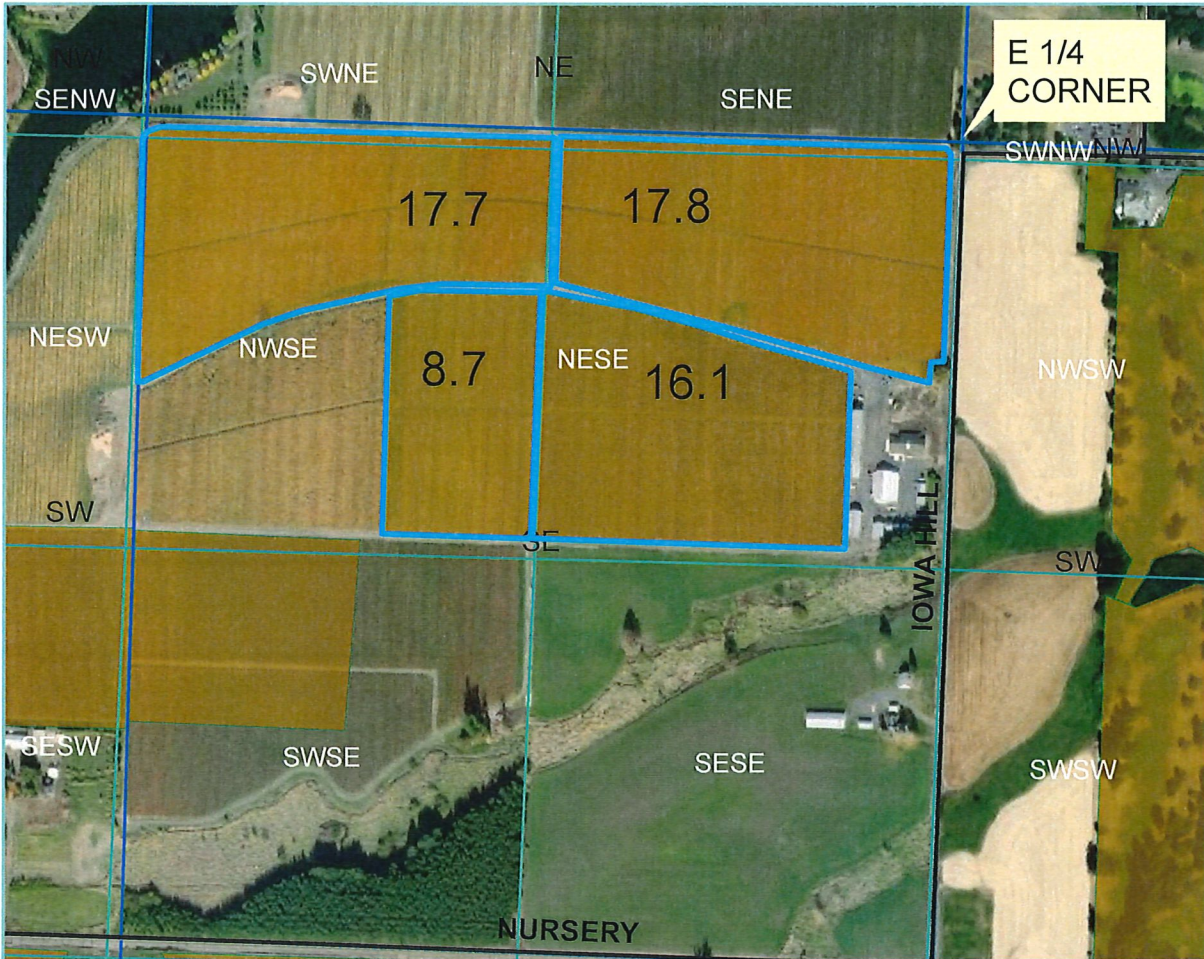 NW
SENW
SWNE
NE
SENE
E 1/4
CORNER
SWNW
NW
17.7
17.8
NESW
NWSE
8.7
NESE
16.1
NWSW
SW
SE
IOWA HILL
SW
SESW
SWSE
SESE
SWSW
NURSERY